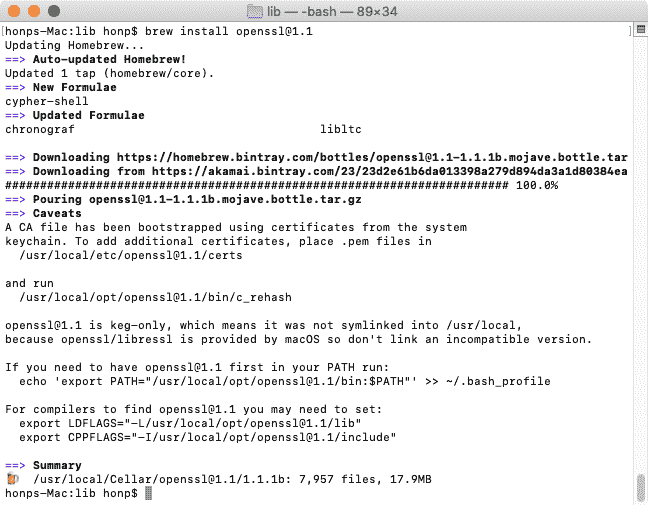 lib — -bash — 89×34
[honps-Mac:lib honp$ brew install openssl@1.1 ]
Updating Homebrew...
==> Auto-updated Homebrew!
Updated 1 tap (homebrew/core).
==> New Formulae
cypher-shell
==> Updated Formulae
chronograf libltc
==> Downloading https://homebrew.bintray.com/bottles/openssl@1.1-1.1.1b.mojave.bottle.tar
==> Downloading from https://akamai.bintray.com/23/23d2e61b6da013398a279d894da3a1d80384ea
######################################################################## 100.0%
==> Pouring openssl@1.1-1.1.1b.mojave.bottle.tar.gz
==> Caveats
A CA file has been bootstrapped using certificates from the system
keychain. To add additional certificates, place .pem files in
/usr/local/etc/openssl@1.1/certs
and run
/usr/local/opt/openssl@1.1/bin/c_rehash
openssl@1.1 is keg-only, which means it was not symlinked into /usr/local,
because openssl/libressl is provided by macOS so don't link an incompatible version.
If you need to have openssl@1.1 first in your PATH run:
echo 'export PATH="/usr/local/opt/openssl@1.1/bin:$PATH"' >> ~/.bash_profile
For compilers to find openssl@1.1 you may need to set:
export LDFLAGS="-L/usr/local/opt/openssl@1.1/lib"
export CPPFLAGS="-I/usr/local/opt/openssl@1.1/include"
==> Summary
🍺 /usr/local/Cellar/openssl@1.1/1.1.1b: 7,957 files, 17.9MB
honps-Mac:lib honp$